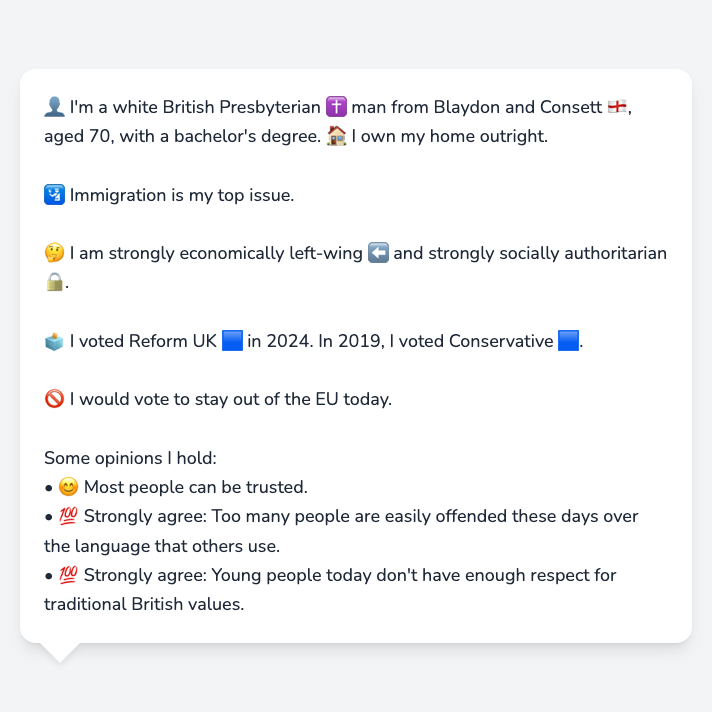 👤 I'm a white British Presbyterian ✝️ man from Blaydon and Consett 🏴󠁧󠁢󠁥󠁮󠁧󠁿,
aged 70, with a bachelor's degree. 🏠 I own my home outright.
🛂 Immigration is my top issue.
🤔 I am strongly economically left-wing ⬅️ and strongly socially authoritarian
🔒.
🗳️ I voted Reform UK 🟦 in 2024. In 2019, I voted Conservative 🟦.
🚫 I would vote to stay out of the EU today.
Some opinions I hold:
• 😊 Most people can be trusted.
• 💯 Strongly agree: Too many people are easily offended these days over
the language that others use.
• 💯 Strongly agree: Young people today don't have enough respect for
traditional British values.